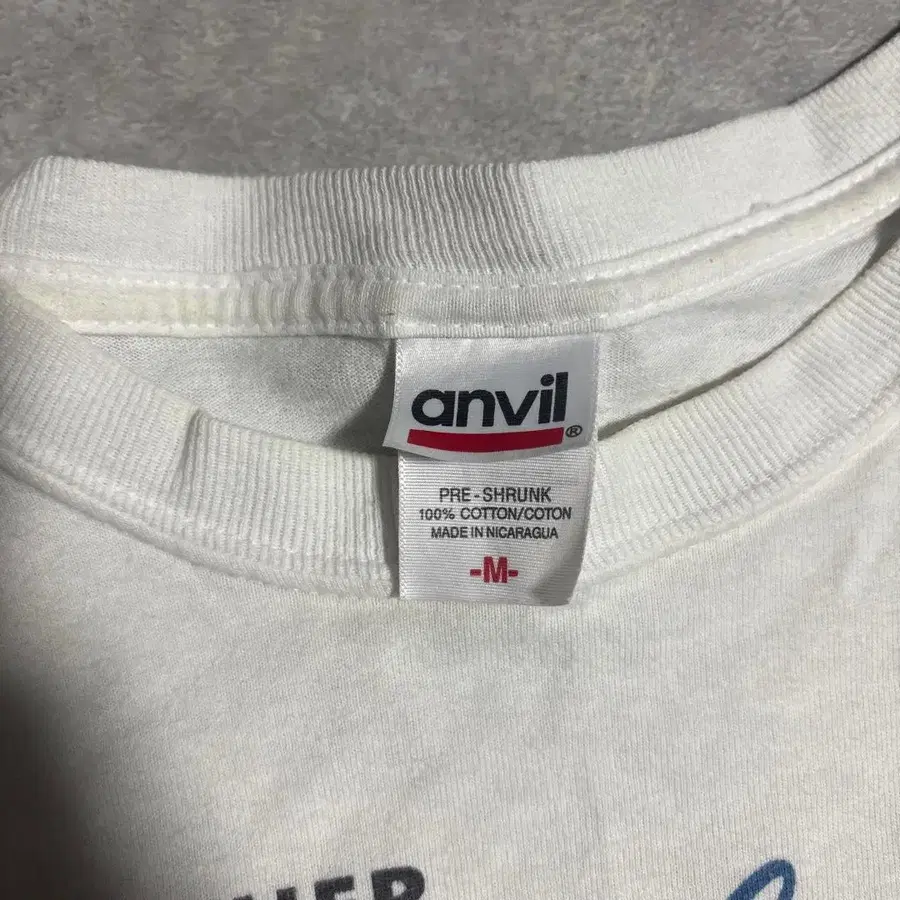 anvil®
PRE-SHRUNK
100% COTTON/COTON
MADE IN NICARAGUA
-M-